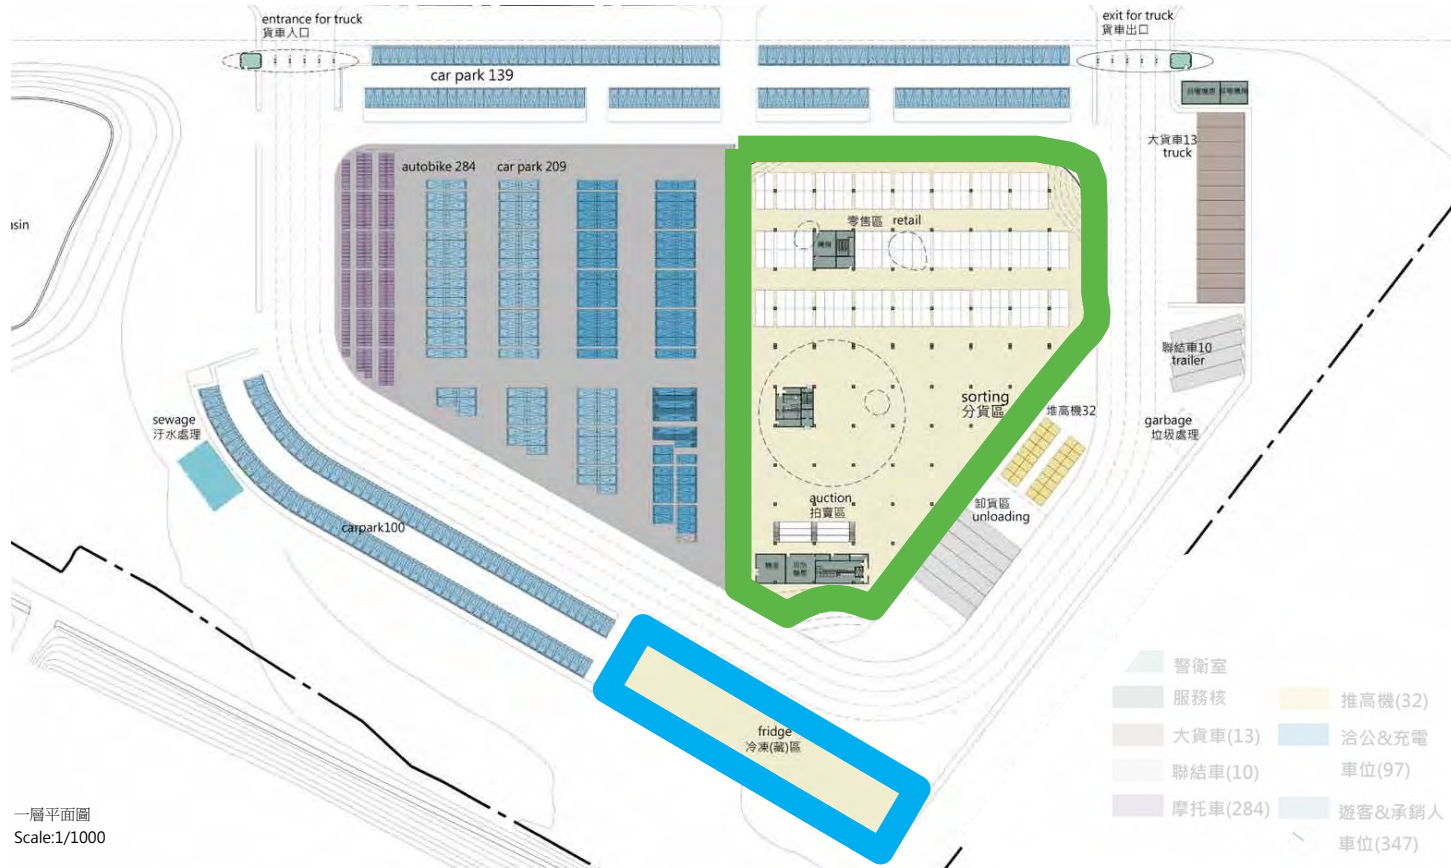 entrance for truck
貨車入口
exit for truck
貨車出口
car park 139
大貨車13
truck
autobike 284
car park 209
零售區 retail
sin
聯結車10
trailer
sorting
分貨區
堆高機32
garbage
垃圾處理
sewage
汙水處理
auction
拍賣區
卸貨區
unloading
carpark100
fridge
冷凍(藏)區
警衛室
服務核
推高機(32)
大貨車(13)
洽公&充電
車位(97)
聯結車(10)
摩托車(284)
遊客&承銷人
車位(347)
一層平面圖
Scale:1/1000